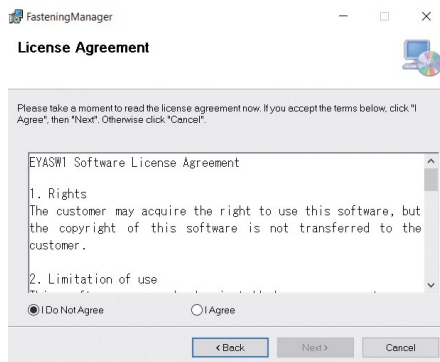 FasteningManager
License Agreement
Please take a moment to read the license agreement now. If you accept the terms below, click "I
Agree", then "Next". Otherwise click "Cancel".
EYASW1 Software License Agreement
1. Rights
The customer may acquire the right to use this software, but
the copyright of this software is not transferred to the
customer.
2. Limitation of use
I Do Not Agree
I Agree
< Back
Next >
Cancel